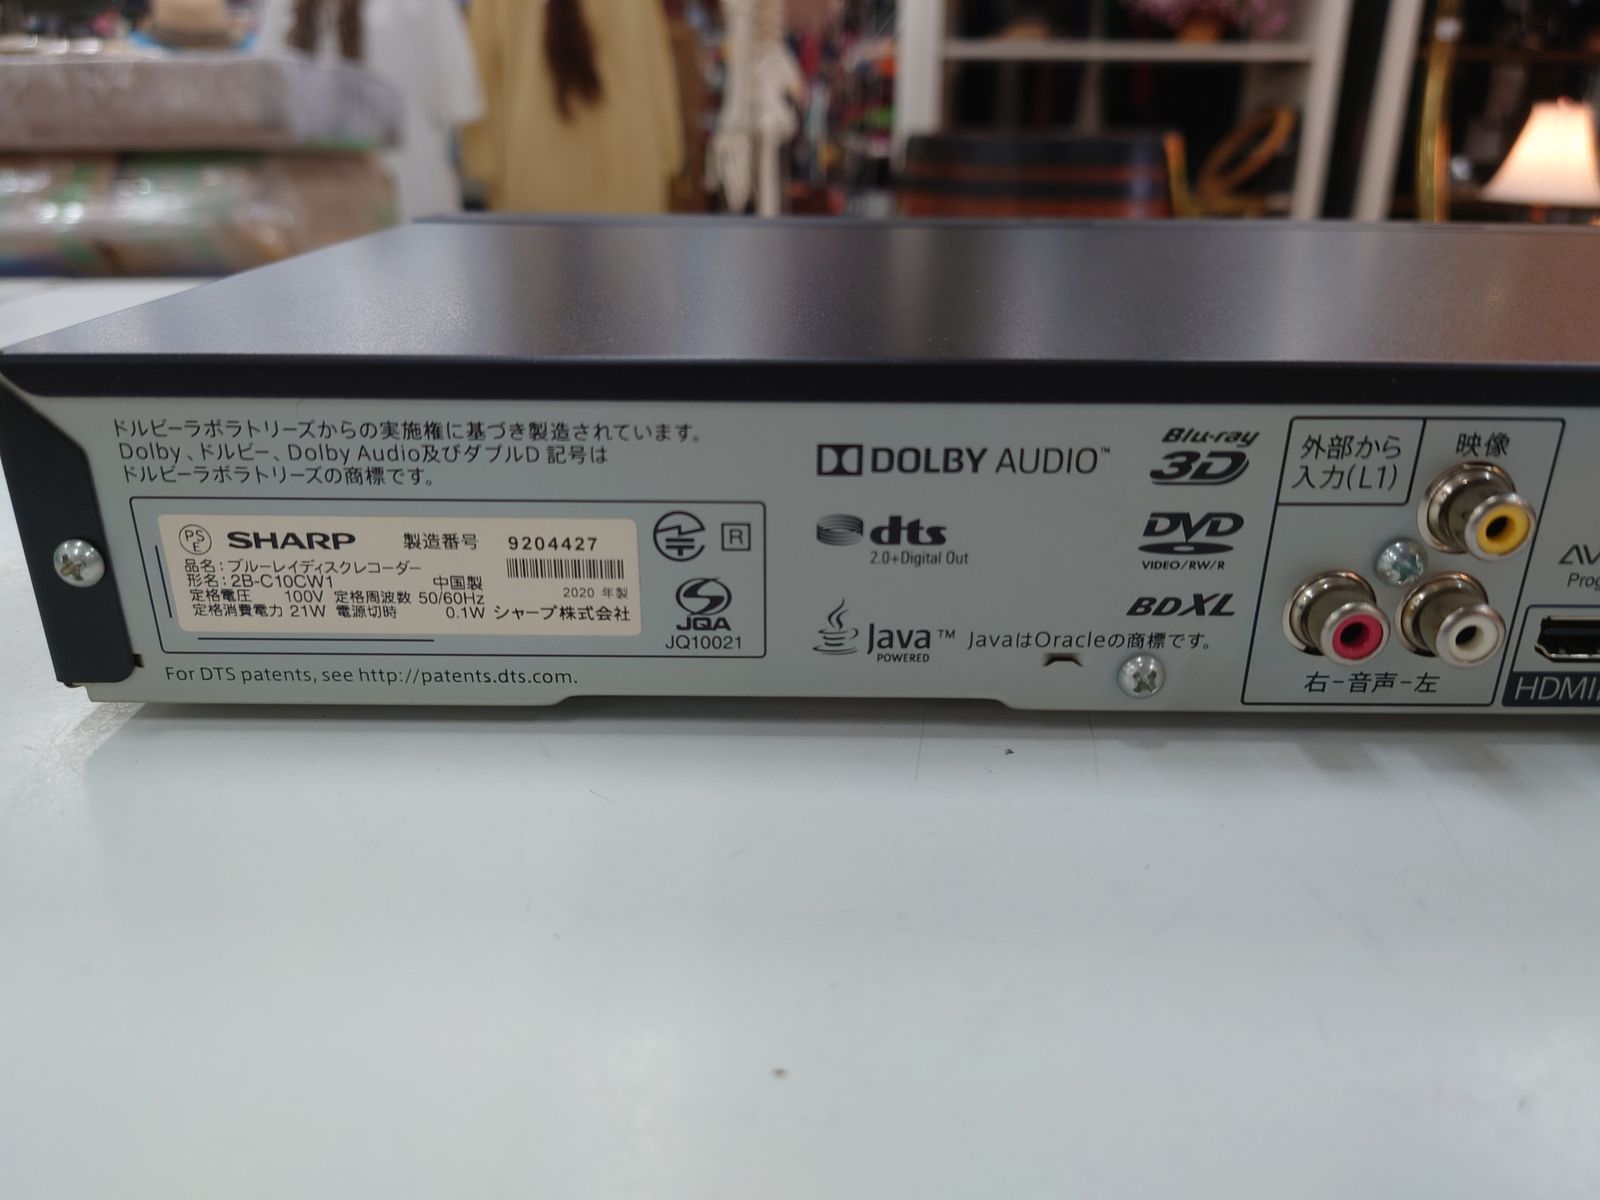 ドルビーラボラトリーズからの実施権に基づき製造されています。
Dolby、ドルビー、Dolby Audio及びダブルD 記号は
ドルビーラボラトリーズの商標です。
PS
E
SHARP 製造番号 9204427
品名:ブルーレイディスクレコーダー
形名:2B-C10CW1 中国製 2020 年製
定格電圧 100V 定格周波数 50/60Hz
定格消費電力 21W 電源切時 0.1W シャープ株式会社
R
JQA
JQ10021
For DTS patents, see http://patents.dts.com.
DOLBY AUDIO™
dts
2.0+Digital Out
Java™
POWERED
JavaはOracleの商標です。
Blu-ray
3D
DVD
VIDEO/RW/R
BDXL
外部から
入力(L1)
映像
右-音声-左
AV
Prog
HDMI